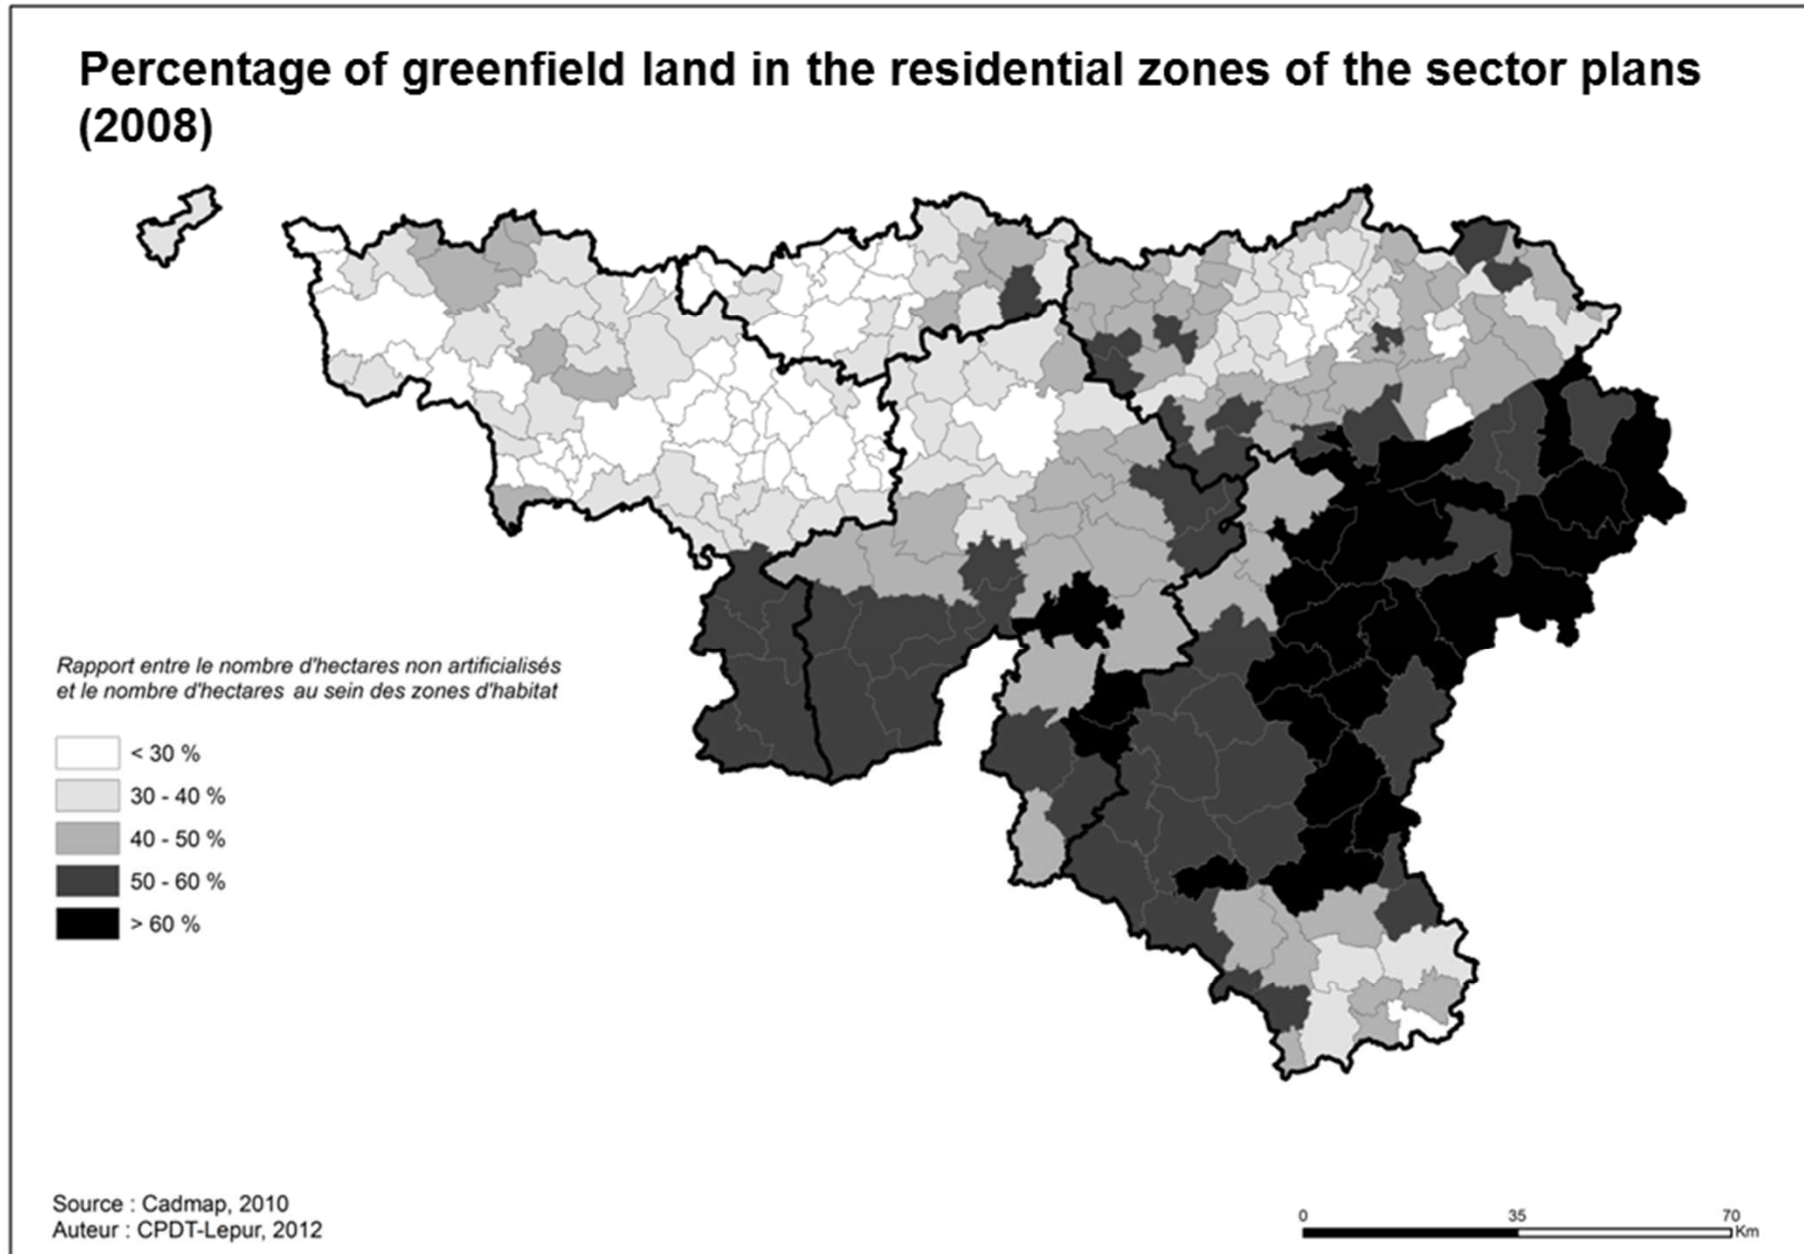 Percentage of greenfield land in the residential zones of the sector plans
(2008)
Rapport entre le nombre d'hectares non artificialisés
et le nombre d'hectares au sein des zones d'habitat
< 30 %
30 - 40 %
40 - 50 %
50 - 60 %
> 60 %
Source : Cadmap, 2010
Auteur : CPDT-Lepur, 2012
0 35 70
Km